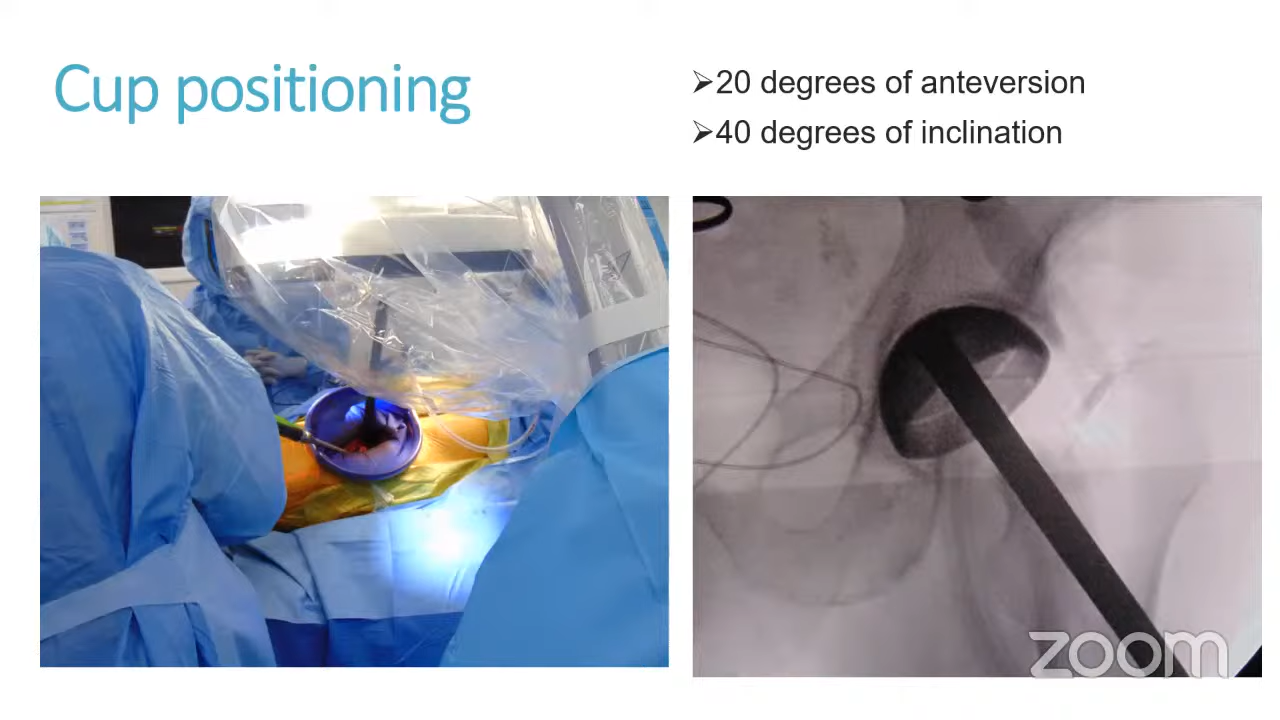 Cup positioning
➢20 degrees of anteversion
➢40 degrees of inclination
zoom